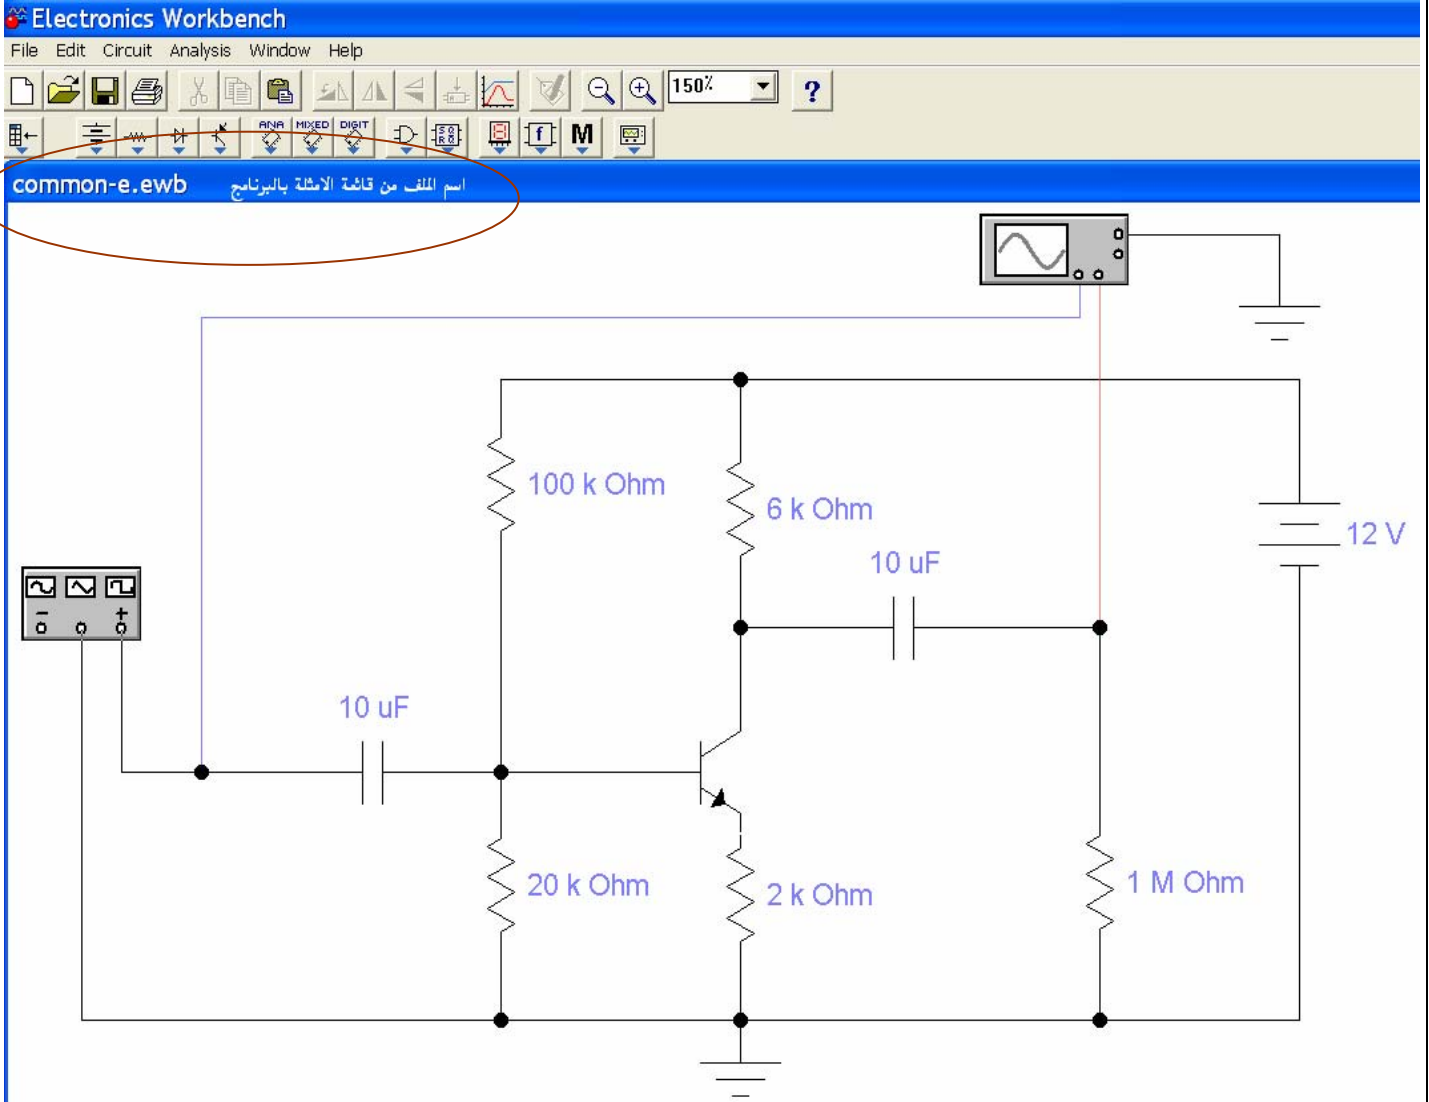 Electronics Workbench
File Edit Circuit Analysis Window Help
150% ?
ANA MIXED DIGIT M
common-e.ewb اسم الملف من قائمة الامثلة بالبرنامج
100 k Ohm
6 k Ohm
12 V
10 uF
10 uF
20 k Ohm
2 k Ohm
1 M Ohm